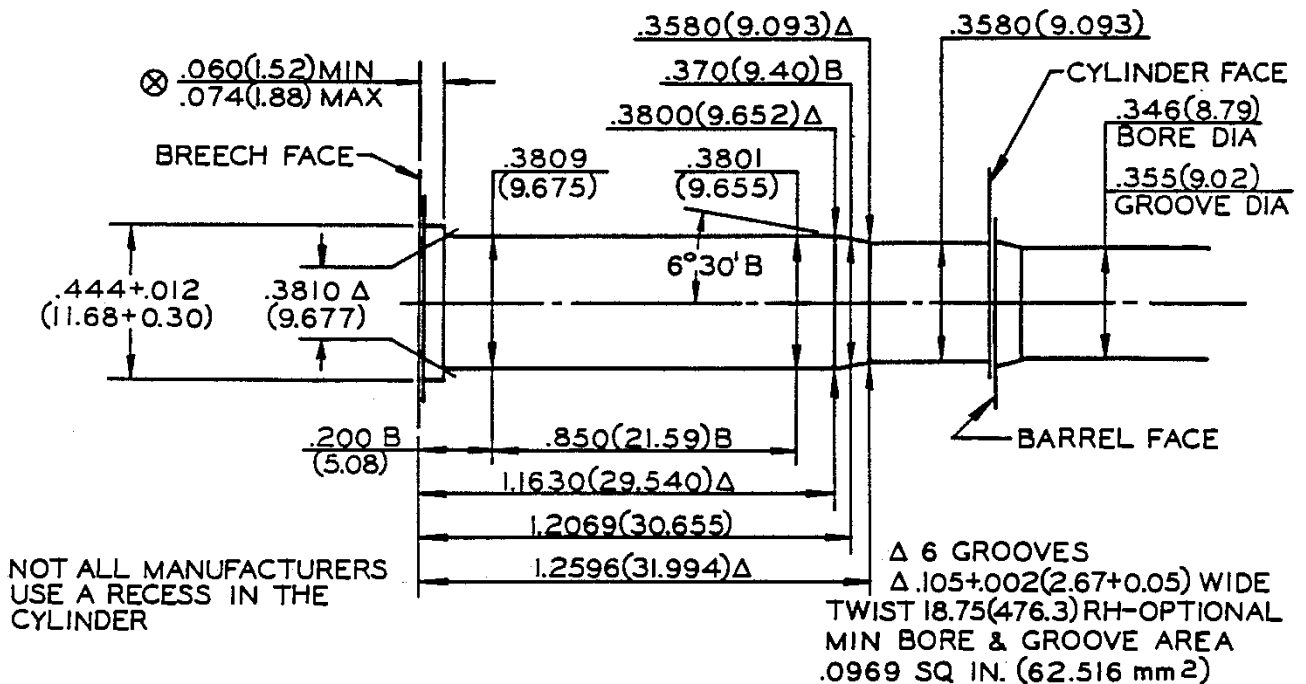 .3580(9.093)Δ
.3580(9.093)
⊗ .060(1.52)MIN
.074(1.88) MAX
.370(9.40)B
CYLINDER FACE
.3800(9.652)Δ
.346(8.79)
BORE DIA
BREECH FACE
.3809
(9.675)
.3801
(9.655)
.355(9.02)
GROOVE DIA
6°30'B
.444+.012
(11.68+0.30)
.3810 Δ
(9.677)
.200 B
(5.08)
.850(21.59)B
BARREL FACE
1.1630(29.540)Δ
1.2069(30.655)
1.2596(31.994)Δ
NOT ALL MANUFACTURERS
USE A RECESS IN THE
CYLINDER
Δ 6 GROOVES
Δ .105+.002(2.67+0.05) WIDE
TWIST 18.75(476.3) RH-OPTIONAL
MIN BORE & GROOVE AREA
.0969 SQ IN. (62.516 mm2)